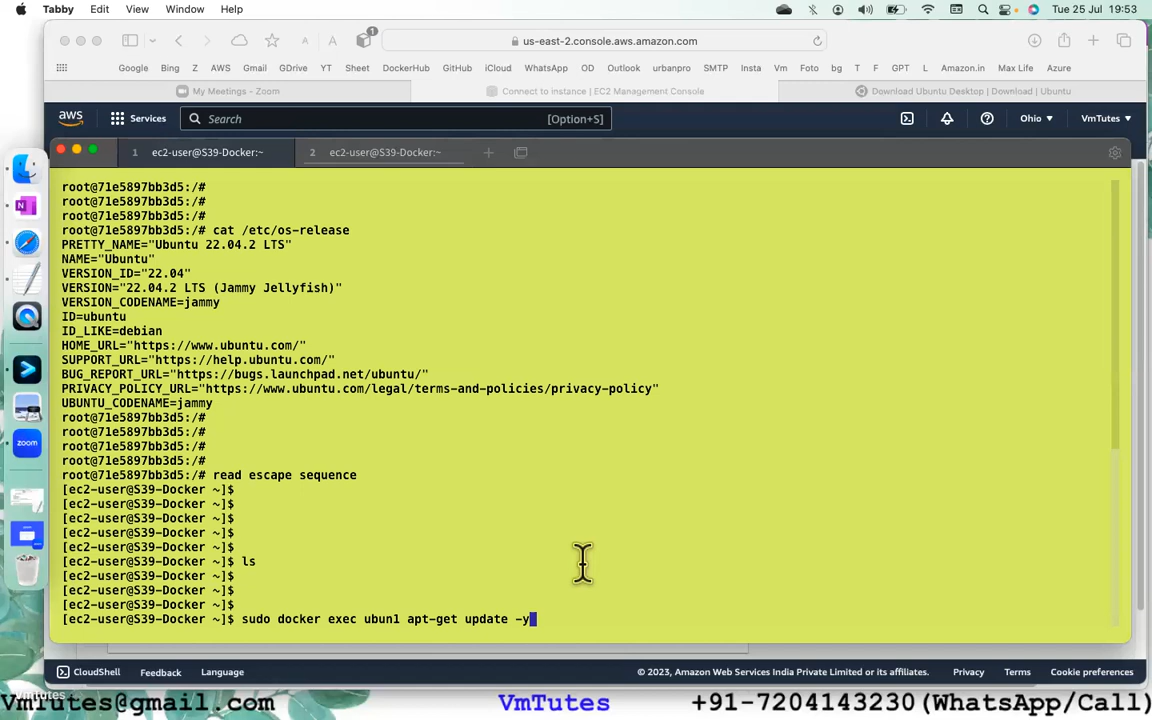 Tabby Edit View Window Help Tue 25 Jul 19:53
us-east-2.console.aws.amazon.com
Google Bing Z AWS Gmail GDrive YT Sheet DockerHub GitHub iCloud WhatsApp OD Outlook urbanpro SMTP Insta Vm Foto bg T F GPT L Amazon.in Max Life Azure
My Meetings - Zoom Connect to instance | EC2 Management Console Download Ubuntu Desktop | Download | Ubuntu
aws Services Search [Option+S] Ohio VmTutes
1 ec2-user@S39-Docker:~ 2 ec2-user@S39-Docker:~
root@71e5897bb3d5:/#
root@71e5897bb3d5:/#
root@71e5897bb3d5:/#
root@71e5897bb3d5:/# cat /etc/os-release
PRETTY_NAME="Ubuntu 22.04.2 LTS"
NAME="Ubuntu"
VERSION_ID="22.04"
VERSION="22.04.2 LTS (Jammy Jellyfish)"
VERSION_CODENAME=jammy
ID=ubuntu
ID_LIKE=debian
HOME_URL="https://www.ubuntu.com/"
SUPPORT_URL="https://help.ubuntu.com/"
BUG_REPORT_URL="https://bugs.launchpad.net/ubuntu/"
PRIVACY_POLICY_URL="https://www.ubuntu.com/legal/terms-and-policies/privacy-policy"
UBUNTU_CODENAME=jammy
root@71e5897bb3d5:/#
root@71e5897bb3d5:/#
root@71e5897bb3d5:/#
root@71e5897bb3d5:/#
root@71e5897bb3d5:/# read escape sequence
[ec2-user@S39-Docker ~]$
[ec2-user@S39-Docker ~]$
[ec2-user@S39-Docker ~]$
[ec2-user@S39-Docker ~]$
[ec2-user@S39-Docker ~]$
[ec2-user@S39-Docker ~]$ ls
[ec2-user@S39-Docker ~]$
[ec2-user@S39-Docker ~]$
[ec2-user@S39-Docker ~]$
[ec2-user@S39-Docker ~]$ sudo docker exec ubun1 apt-get update -y
zoom
CloudShell Feedback Language © 2023, Amazon Web Services India Private Limited or its affiliates. Privacy Terms Cookie preferences
VmTutes
VmTutes@gmail.com VmTutes +91-7204143230(WhatsApp/Call)